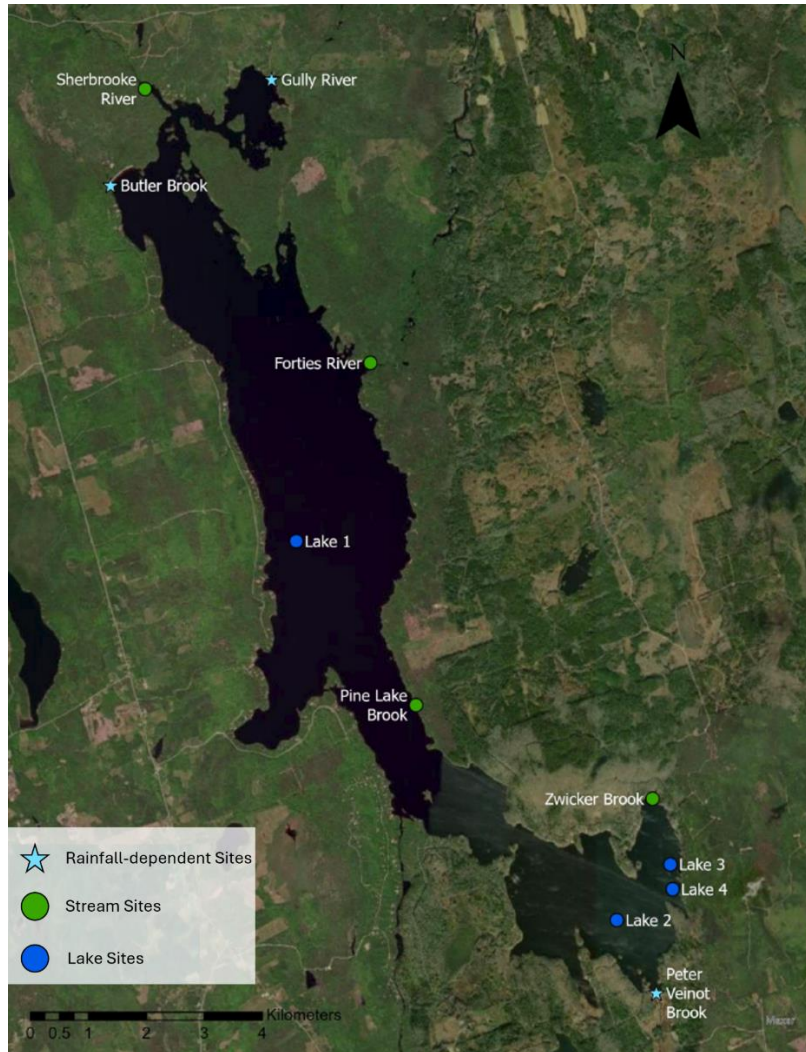 N
Sherbrooke
River
Gully River
Butler Brook
Forties River
Lake 1
Pine Lake
Brook
Zwicker Brook
Lake 3
Lake 4
Lake 2
Peter
Veinot
Brook
Rainfall-dependent Sites
Stream Sites
Lake Sites
Kilometers
0 0.5 1 2 3 4
Maxar